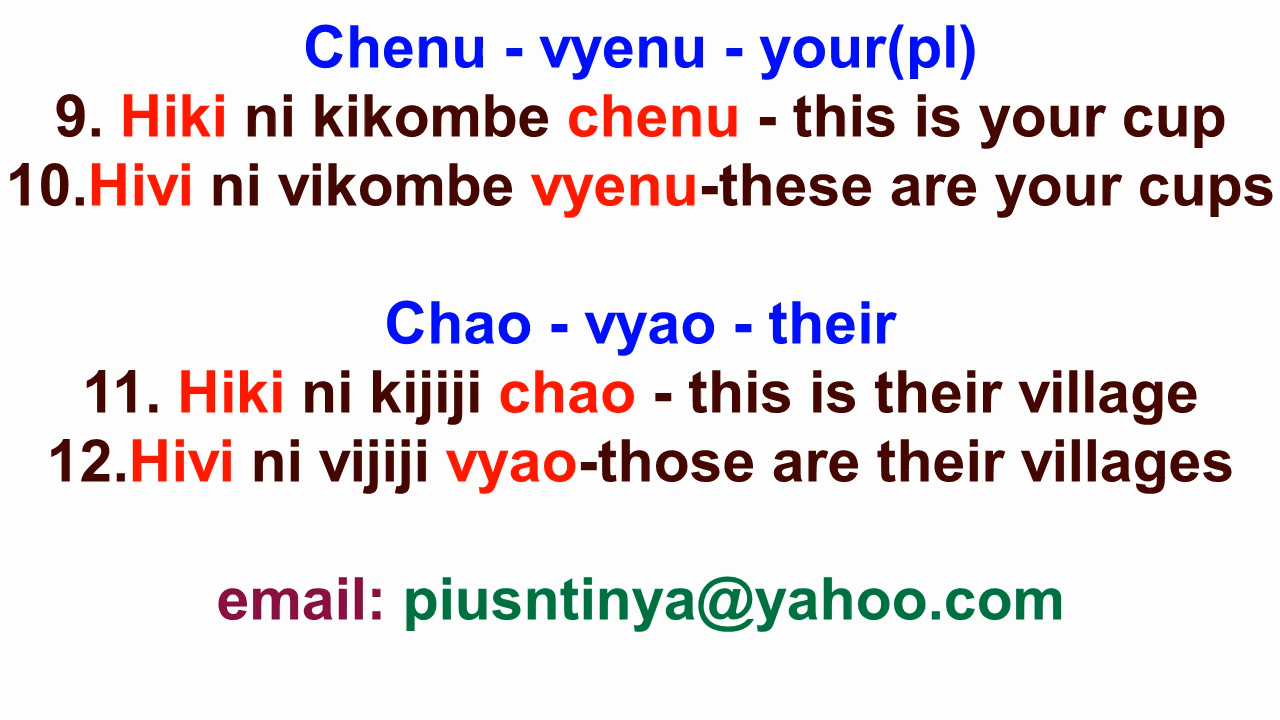 Chenu - vyenu - your(pl)
9. Hiki ni kikombe chenu - this is your cup
10.Hivi ni vikombe vyenu-these are your cups
Chao - vyao - their
11. Hiki ni kijiji chao - this is their village
12.Hivi ni vijiji vyao-those are their villages
email: piusntinya@yahoo.com